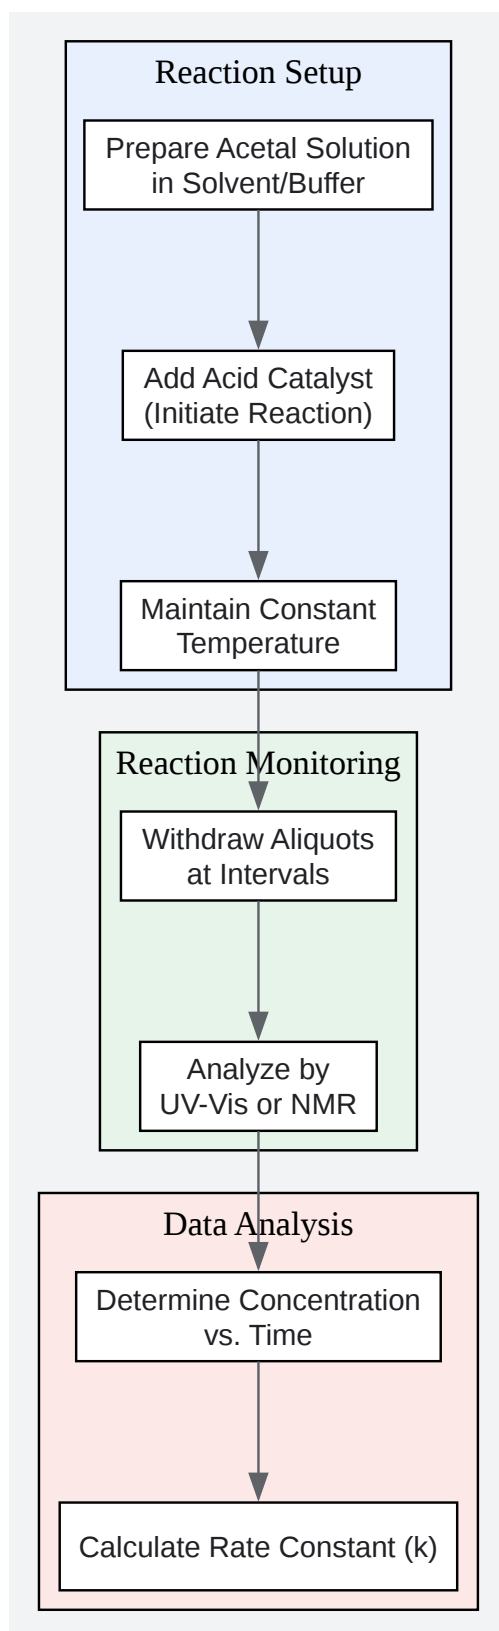 Reaction Setup
Prepare Acetal Solution
in Solvent/Buffer
Add Acid Catalyst
(Initiate Reaction)
Maintain Constant
Temperature
Reaction Monitoring
Withdraw Aliquots
at Intervals
Analyze by
UV-Vis or NMR
Data Analysis
Determine Concentration
vs. Time
Calculate Rate Constant (k)